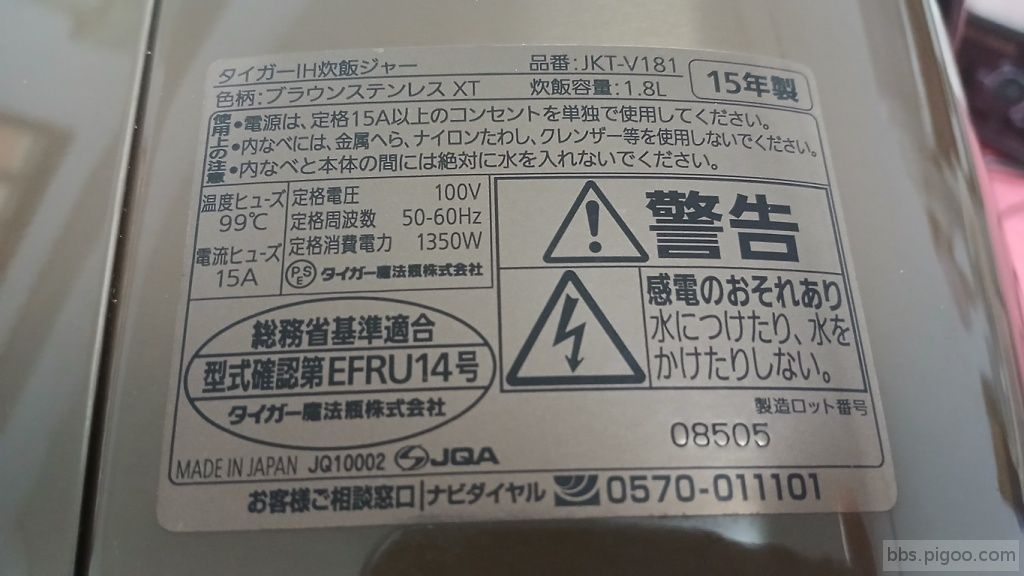 タイガーIH炊飯ジャー 品番:JKT-V181
色柄:ブラウンステンレス XT 炊飯容量:1.8L
15年製
使用上の注意
•電源は、定格15A以上のコンセントを単独で使用してください。
•内なべには、金属へら、ナイロンたわし、クレンザー等を使用しないでください。
•内なべと本体の間には絶対に水を入れないでください。
温度ヒューズ
99℃
電流ヒューズ
15A
定格電圧 100V
定格周波数 50-60Hz
定格消費電力 1350W
PSE タイガー魔法瓶株式会社
警告
感電のおそれあり
水につけたり、水を
かけたりしない。
総務省基準適合
型式確認第EFRU14号
タイガー魔法瓶株式会社
製造ロット番号
08505
MADE IN JAPAN JQ10002 JQA
お客様ご相談窓口 ナビダイヤル 0570-011101
bbs.pigoo.com